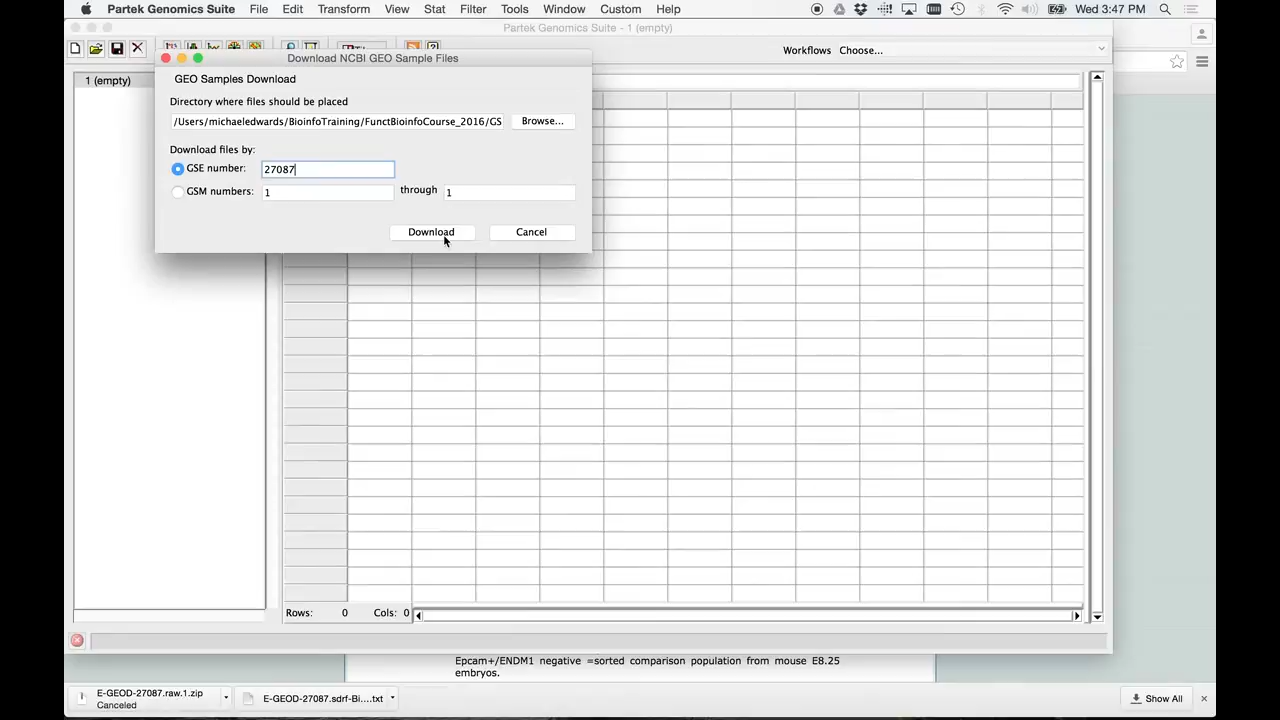 Partek Genomics Suite File Edit Transform View Stat Filter Tools Window Custom Help Wed 3:47 PM
Partek Genomics Suite - 1 (empty)
Workflows Choose...
Download NCBI GEO Sample Files
1 (empty)
GEO Samples Download
Directory where files should be placed
/Users/michaeledwards/BioinfoTraining/FunctBioinfoCourse_2016/GS
Browse...
Download files by:
GSE number: 27087
GSM numbers: 1 through 1
Download Cancel
Rows: 0 Cols: 0
Epcam+/ENDM1 negative =sorted comparison population from mouse E8.25
embryos.
E-GEOD-27087.raw.1.zip
Canceled
E-GEOD-27087.sdrf-Bi....txt
Show All